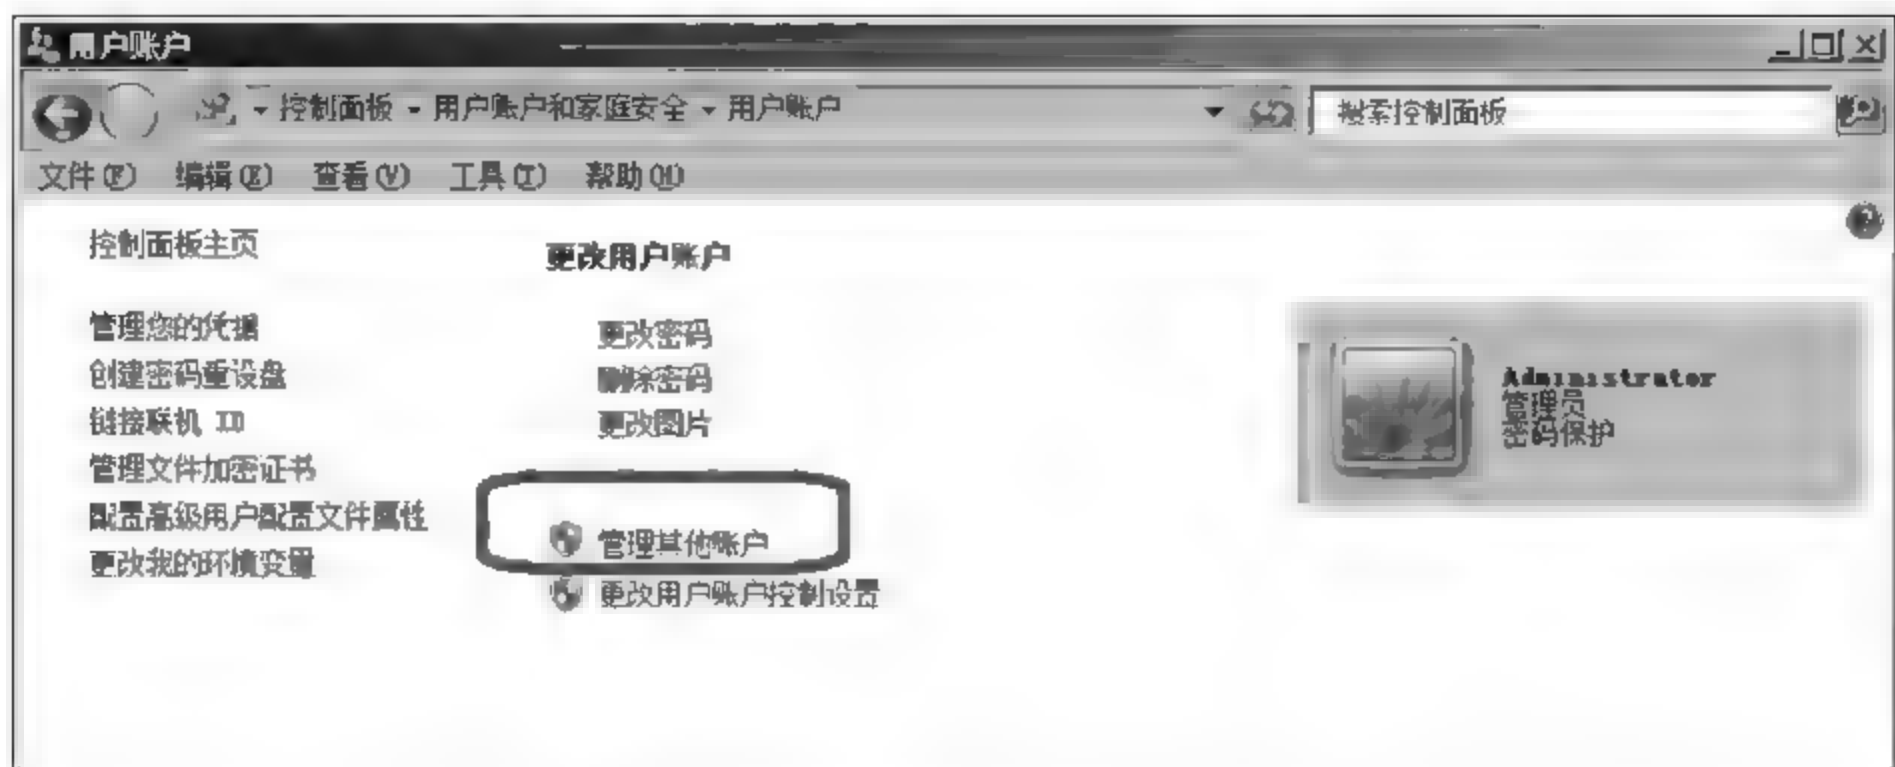 用户账户
控制面板 用户账户和家庭安全 用户账户
搜索控制面板
文件(F) 编辑(E) 查看(V) 工具(T) 帮助(H)
控制面板主页
管理您的凭据
创建密码重设盘
链接联机 ID
管理文件加密证书
配置高级用户配置文件属性
更改我的环境变量
更改用户账户
更改密码
删除密码
更改图片
管理其他账户
更改用户账户控制设置
Administrator
管理员
密码保护